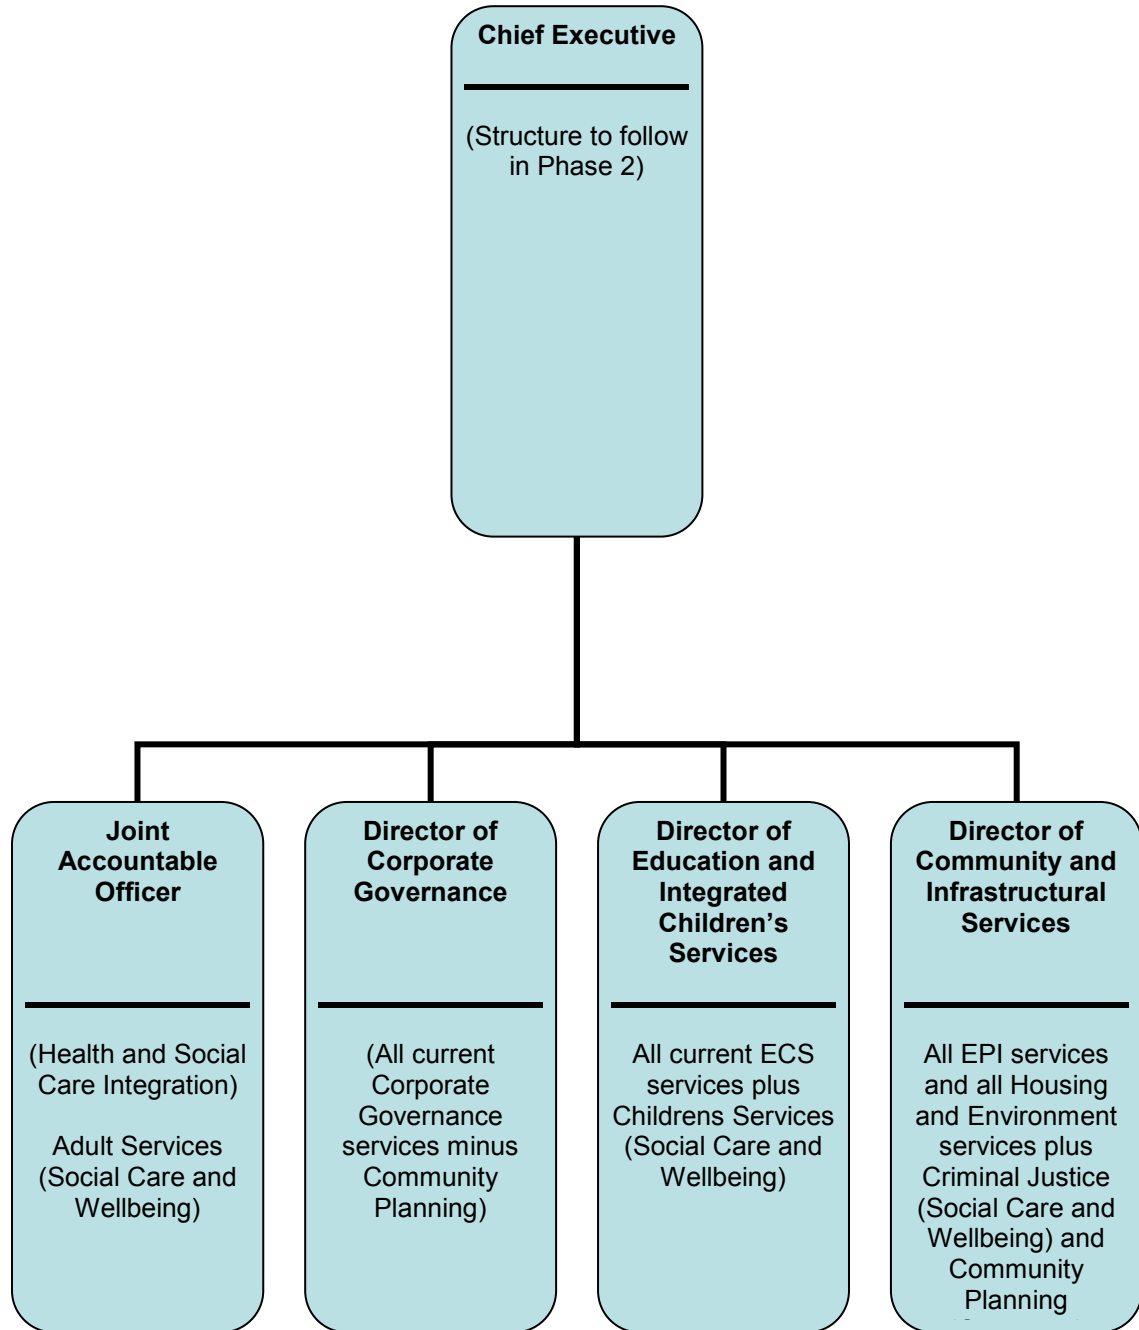 Chief Executive
(Structure to follow
in Phase 2)
Joint
Accountable
Officer
(Health and Social
Care Integration)
Adult Services
(Social Care and
Wellbeing)
Director of
Corporate
Governance
(All current
Corporate
Governance
services minus
Community
Planning)
Director of
Education and
Integrated
Children’s
Services
All current ECS
services plus
Childrens Services
(Social Care and
Wellbeing)
Director of
Community and
Infrastructural
Services
All EPI services
and all Housing
and Environment
services plus
Criminal Justice
(Social Care and
Wellbeing) and
Community
Planning